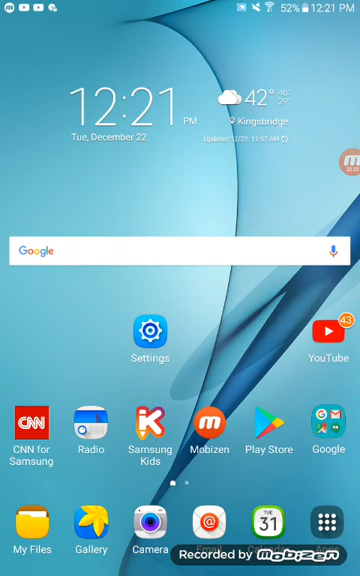 52% 12:21 PM
12:21 PM
42° 46° 29°
Kingsbridge
Tue, December 22
Updated 12/22 11:57 AM
Google
43
Settings
YouTube
CNN
CNN for Samsung
Radio
Samsung Kids
Mobizen
Play Store
Google
TUE
31
My Files
Gallery
Camera
Email
Recorded by mobizen